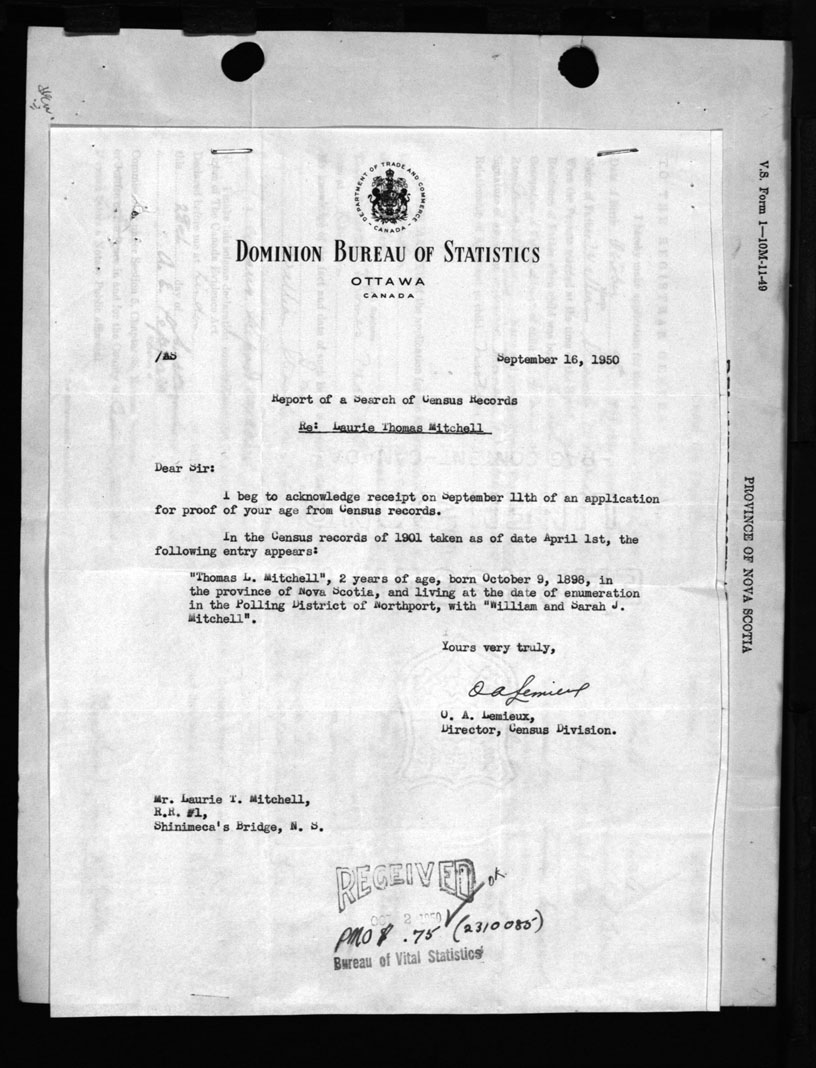 DEPARTMENT OF TRADE AND COMMERCE
CANADA
DOMINION BUREAU OF STATISTICS
OTTAWA
CANADA
/AS
September 16, 1950
Report of a Search of Census Records
Re: Laurie Thomas Mitchell
Dear Sir:
I beg to acknowledge receipt on September 11th of an application
for proof of your age from Census records.
In the Census records of 1901 taken as of date April 1st, the
following entry appears:
"Thomas L. Mitchell", 2 years of age, born October 9, 1898, in
the province of Nova Scotia, and living at the date of enumeration
in the Polling District of Northport, with "William and Sarah J.
Mitchell".
Yours very truly,
O A Lemieux
O. A. Lemieux,
Director, Census Division.
Mr. Laurie T. Mitchell,
R.R. #1,
Shinimeca's Bridge, N. S.
RECEIVED
ok
OCT 2 1950
PMO $ .75 (2310085)
Bureau of Vital Statistics
V.S. Form 1—10M-11-49
PROVINCE OF NOVA SCOTIA